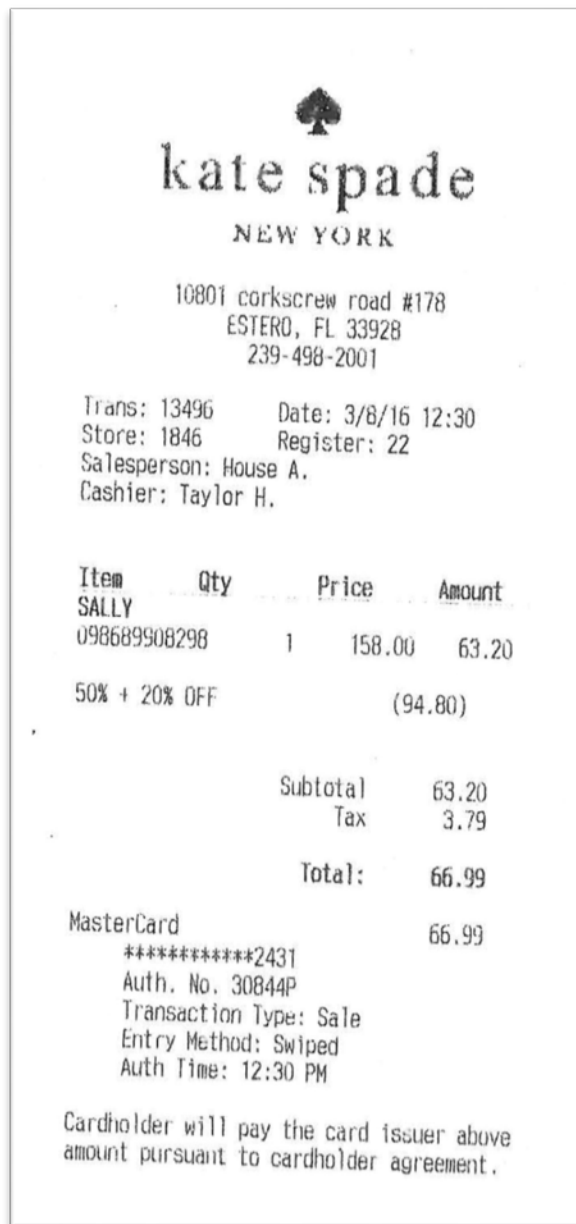 kate spade
NEW YORK
10801 corkscrew road #178
ESTERO, FL 33928
239-498-2001
Trans: 13496 Date: 3/8/16 12:30
Store: 1846 Register: 22
Salesperson: House A.
Cashier: Taylor H.
Item Qty Price Amount
SALLY
098689908298 1 158.00 63.20
50% + 20% OFF (94.80)
Subtotal 63.20
Tax 3.79
Total: 66.99
MasterCard 66.99
************2431
Auth. No. 30844P
Transaction Type: Sale
Entry Method: Swiped
Auth Time: 12:30 PM
Cardholder will pay the card issuer above
amount pursuant to cardholder agreement.